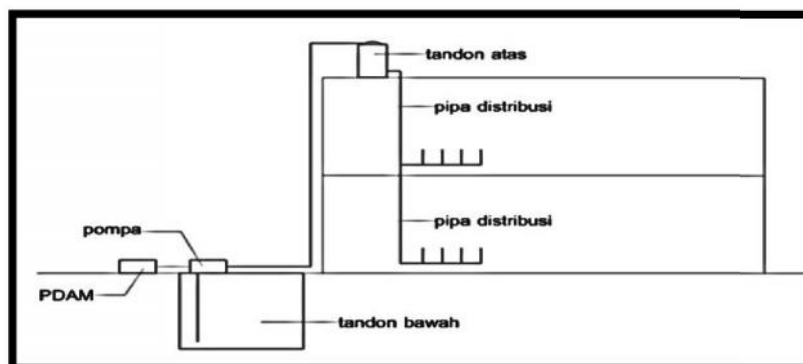 tandon atas
pipa distribusi
pipa distribusi
pompa
PDAM
tandon bawah